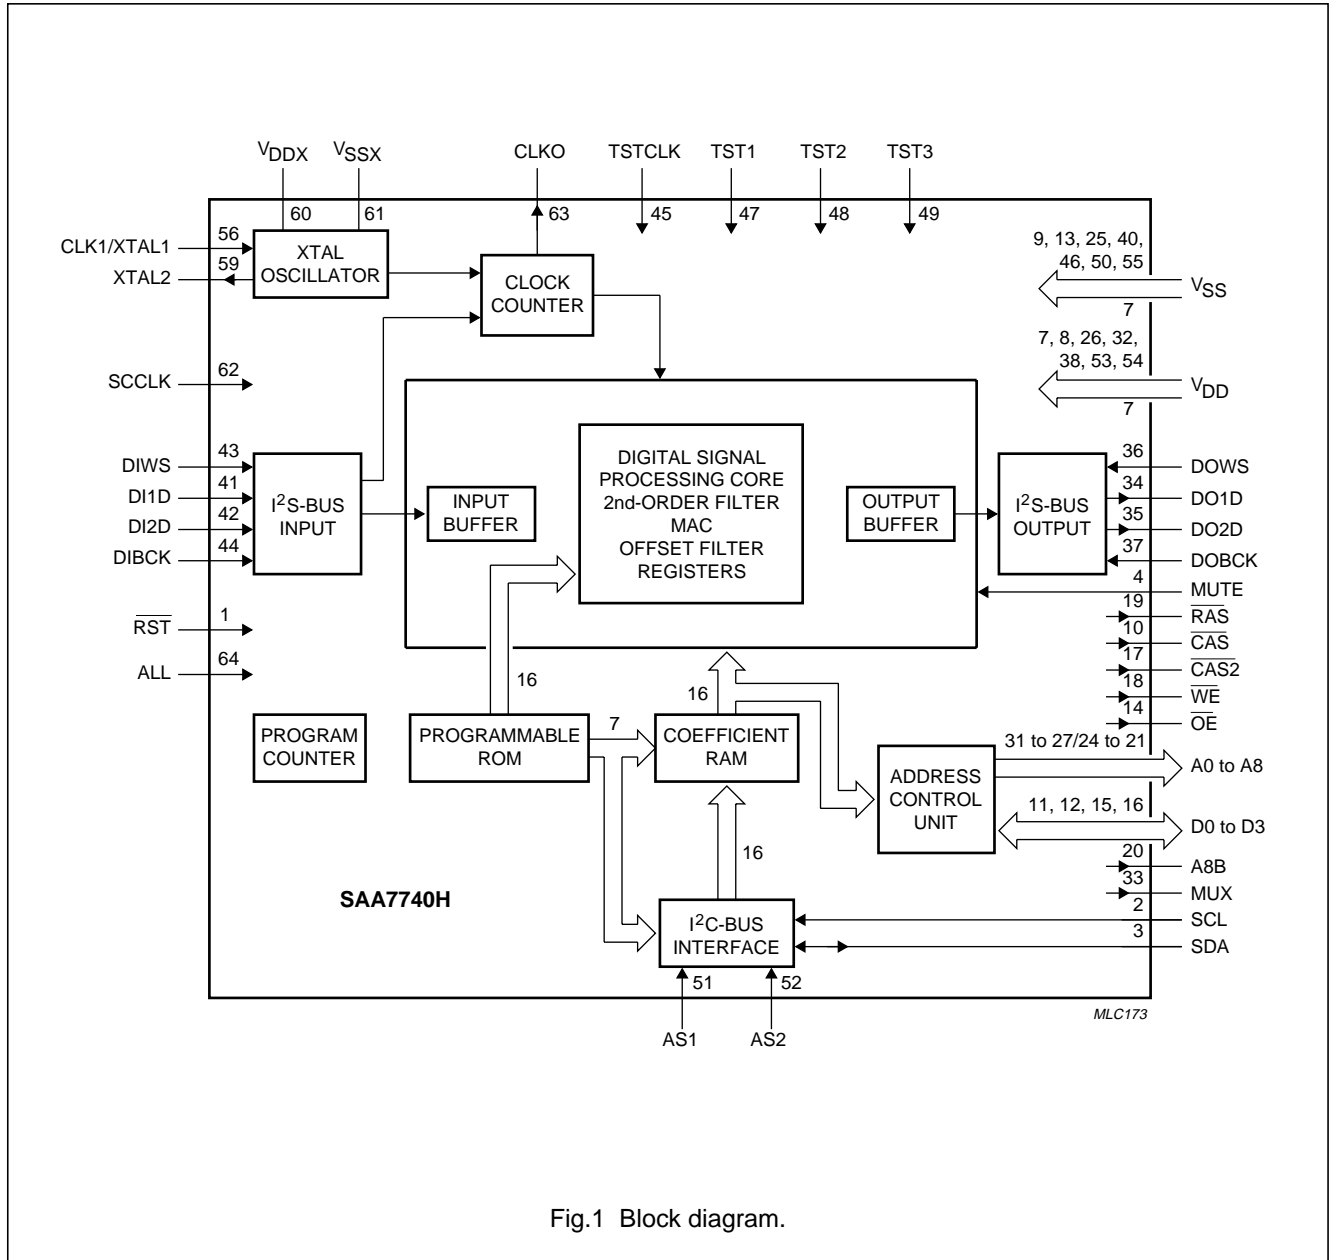 VDDX
VSSX
CLKO
TSTCLK
TST1
TST2
TST3
60
61
63
45
47
48
49
CLK1/XTAL1
56
XTAL2
59
XTAL
OSCILLATOR
CLOCK
COUNTER
9, 13, 25, 40,
46, 50, 55
VSS
7
7, 8, 26, 32,
38, 53, 54
VDD
7
SCCLK
62
DIWS
43
DI1D
41
DI2D
42
DIBCK
44
I2S-BUS
INPUT
INPUT
BUFFER
DIGITAL SIGNAL
PROCESSING CORE
2nd-ORDER FILTER
MAC
OFFSET FILTER
REGISTERS
OUTPUT
BUFFER
I2S-BUS
OUTPUT
36
DOWS
34
DO1D
35
DO2D
37
DOBCK
4
MUTE
19
RAS
10
CAS
17
CAS2
18
WE
14
OE
RST
1
ALL
64
16
16
PROGRAM
COUNTER
PROGRAMMABLE
ROM
7
COEFFICIENT
RAM
ADDRESS
CONTROL
UNIT
31 to 27/24 to 21
A0 to A8
11, 12, 15, 16
D0 to D3
20
A8B
33
MUX
2
SCL
3
SDA
16
SAA7740H
I2C-BUS
INTERFACE
51
52
AS1
AS2
MLC173
Fig.1 Block diagram.